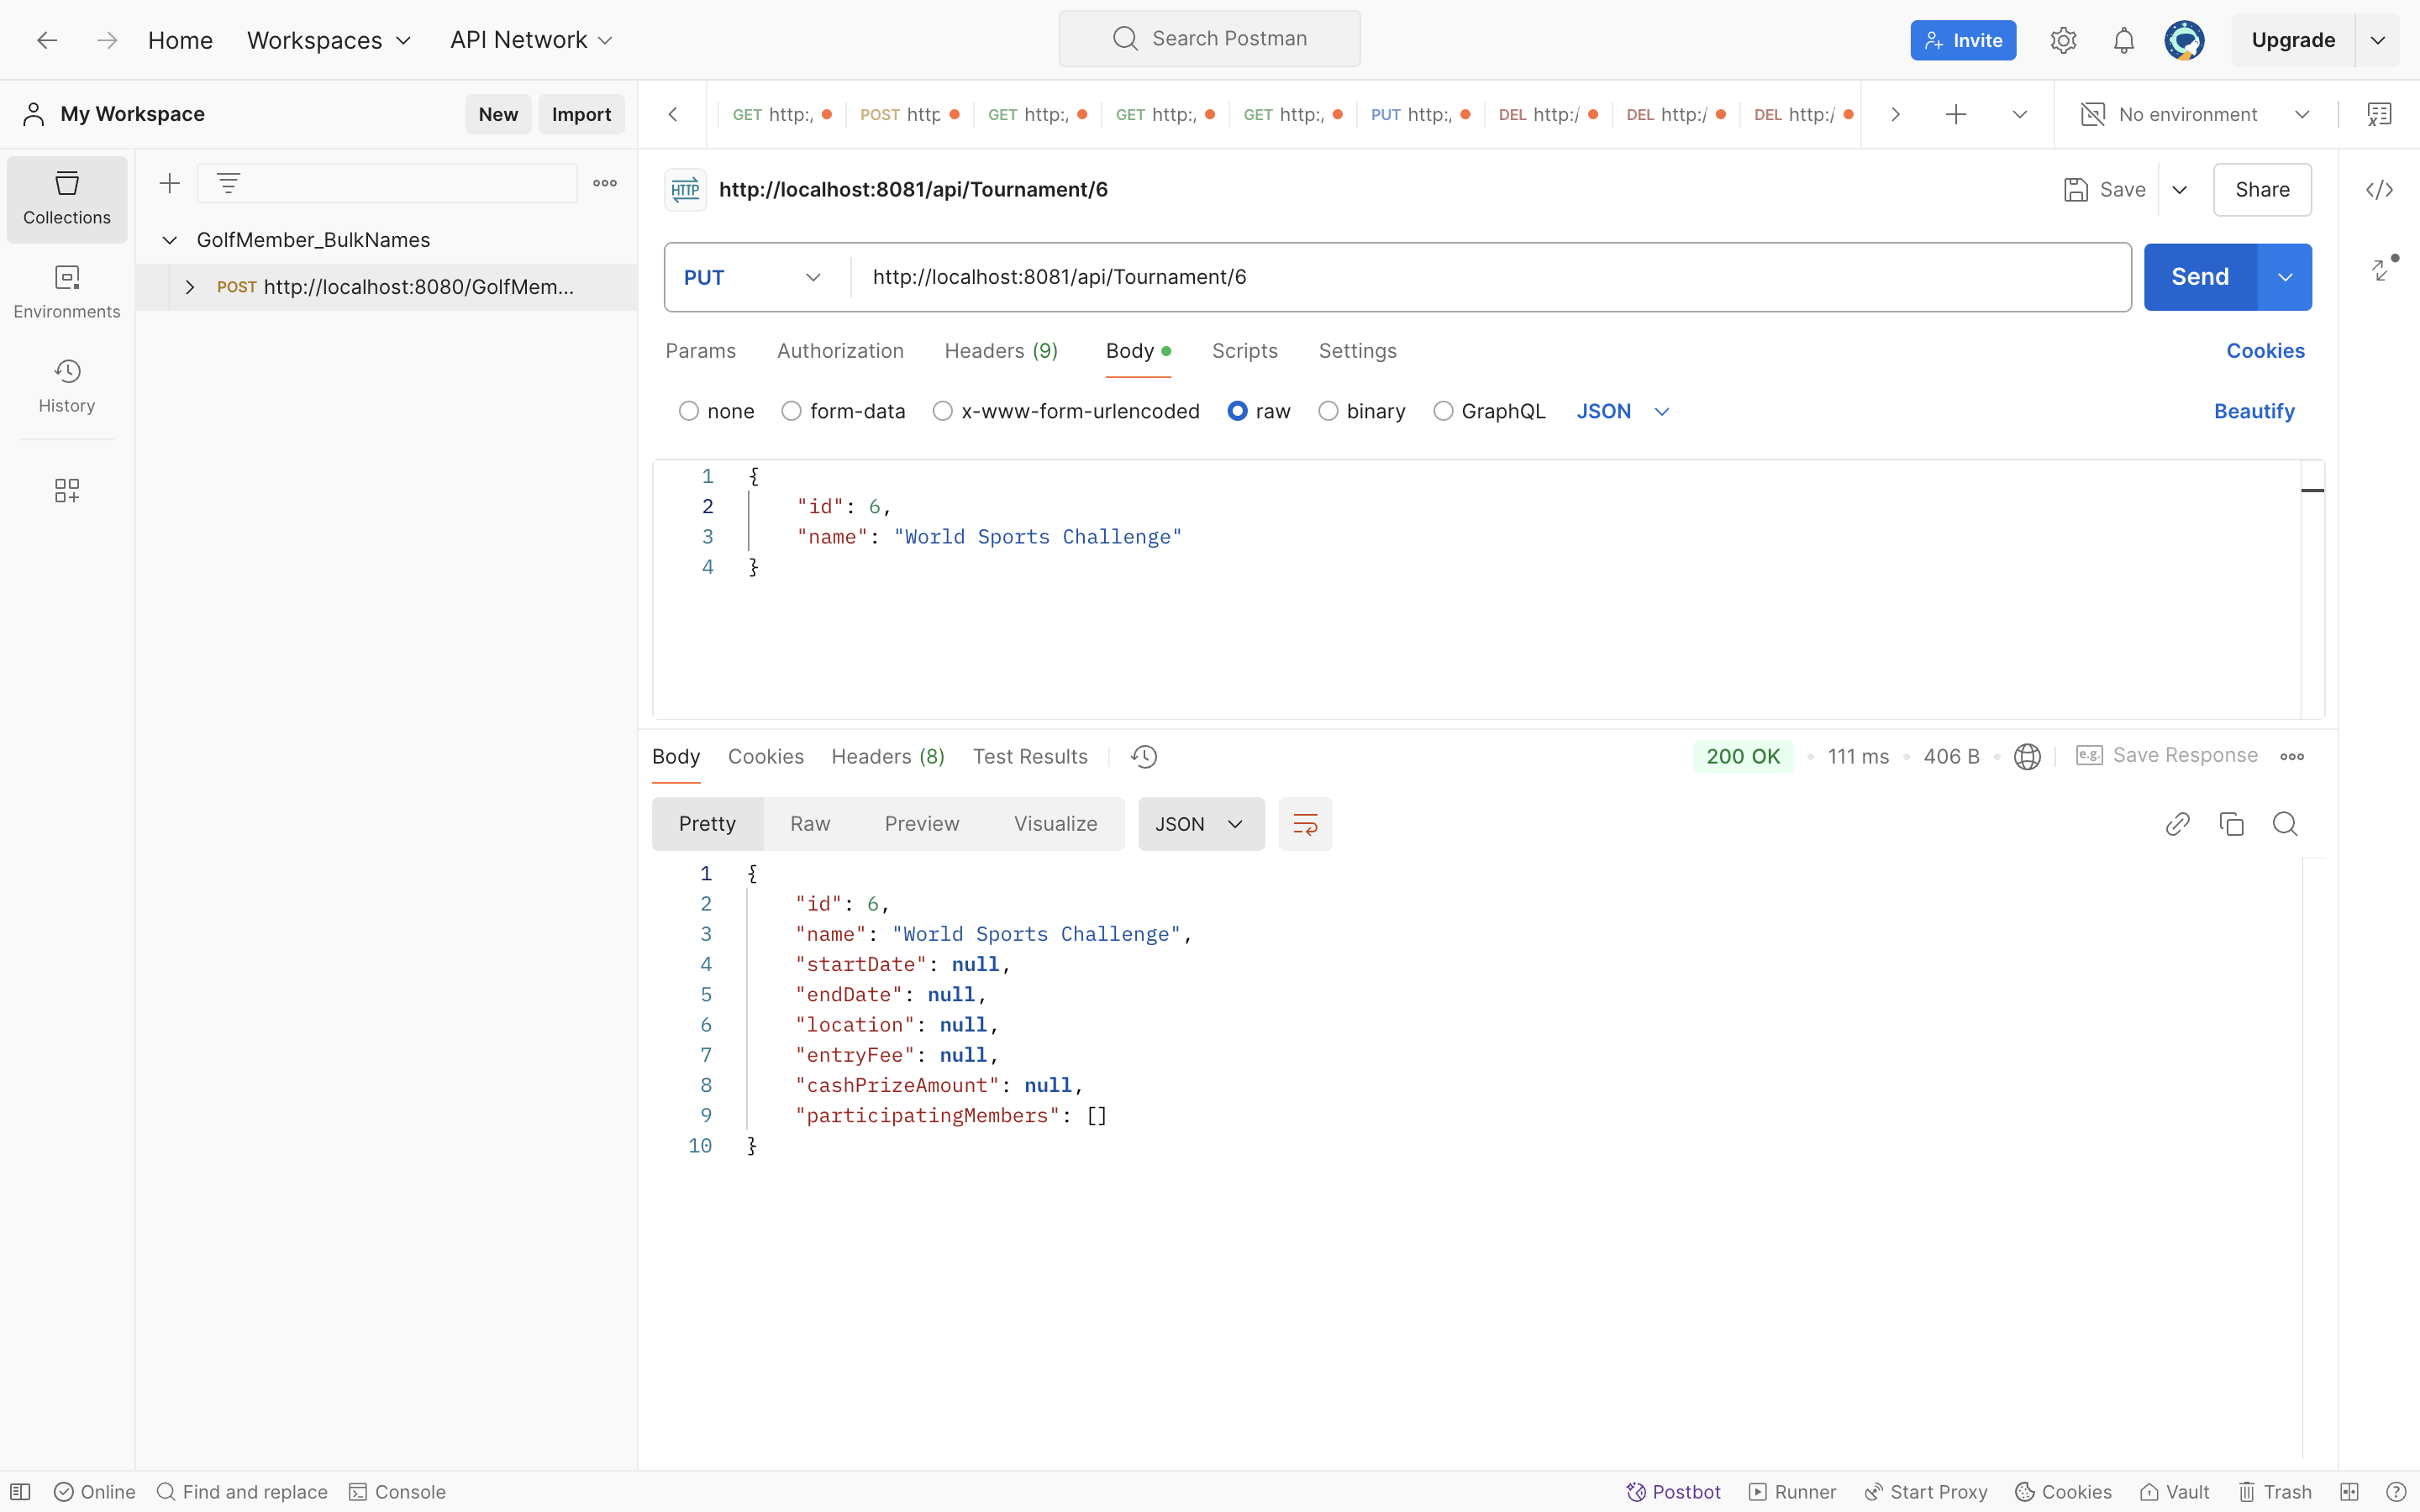 Home Workspaces API Network Search Postman Invite Upgrade
My Workspace New Import
GET http:, POST http GET http:, GET http:, GET http:, PUT http:, DEL http:/ DEL http:/ DEL http:/ No environment
Collections
Environments
History
GolfMember_BulkNames
POST http://localhost:8080/GolfMem...
HTTP http://localhost:8081/api/Tournament/6 Save Share
PUT http://localhost:8081/api/Tournament/6 Send
Params Authorization Headers (9) Body Scripts Settings Cookies
none form-data x-www-form-urlencoded raw binary GraphQL JSON Beautify
1 {
2 "id": 6,
3 "name": "World Sports Challenge"
4 }
Body Cookies Headers (8) Test Results 200 OK 111 ms 406 B e.g. Save Response
Pretty Raw Preview Visualize JSON
1 {
2 "id": 6,
3 "name": "World Sports Challenge",
4 "startDate": null,
5 "endDate": null,
6 "location": null,
7 "entryFee": null,
8 "cashPrizeAmount": null,
9 "participatingMembers": []
10 }
Online Find and replace Console Postbot Runner Start Proxy Cookies Vault Trash